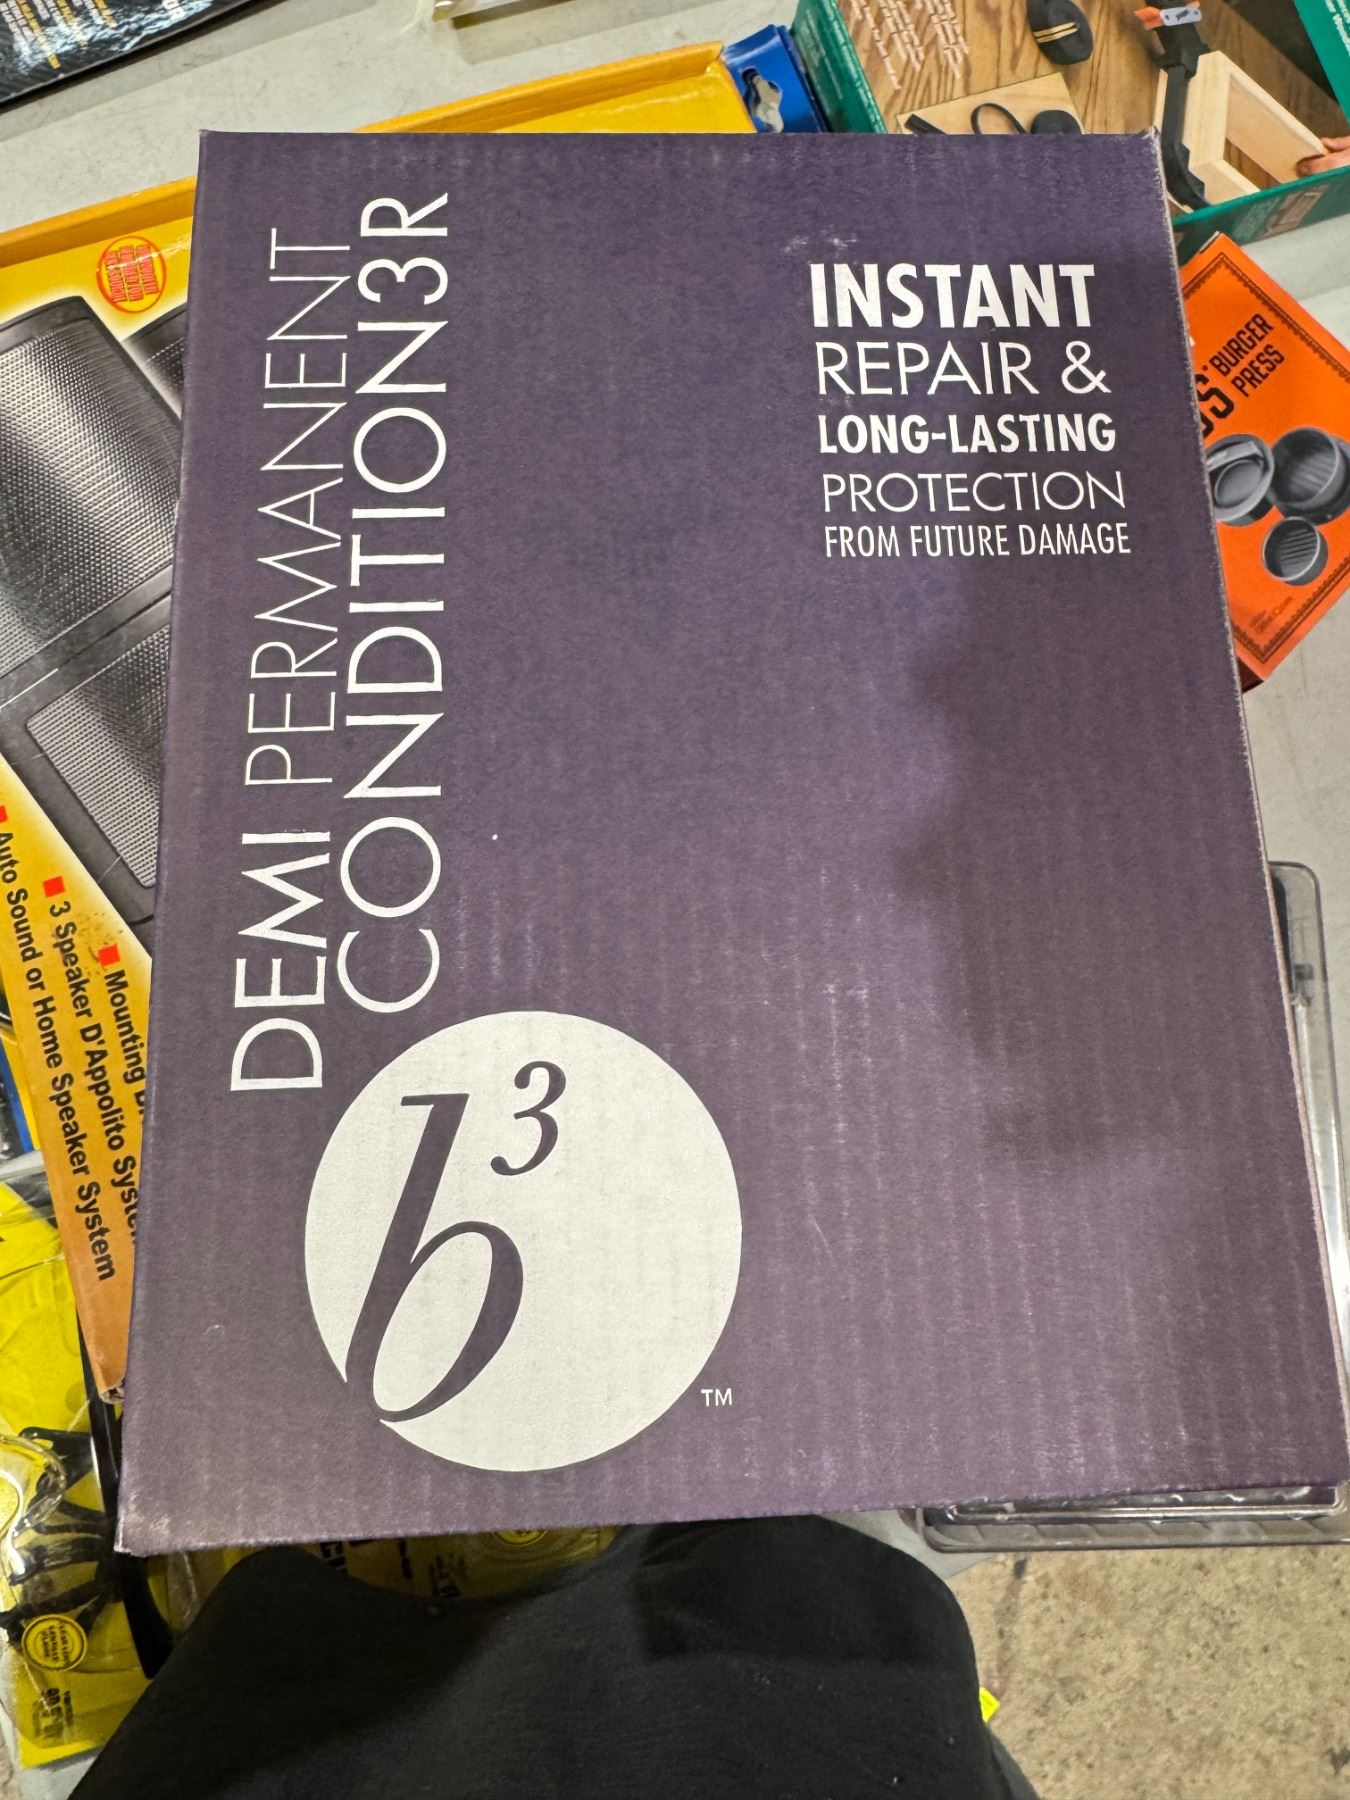 DEMI PERMANENT
CONDITION3R
INSTANT
REPAIR &
LONG-LASTING
PROTECTION
FROM FUTURE DAMAGE
b3
TM
BURGER
PRESS
Mounting
3 Speaker D'Appolito
Auto Sound or Home Speaker System